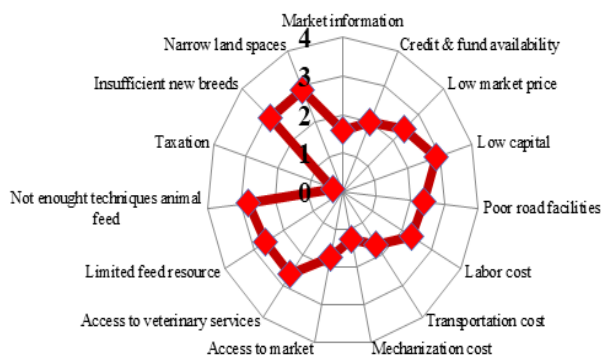 Market information
Credit & fund availability
Low market price
Low capital
Poor road facilities
Labor cost
Transportation cost
Mechanization cost
Access to market
Access to veterinary services
Limited feed resource
Not enought techniques animal
feed
Taxation
Insufficient new breeds
Narrow land spaces
4
3
2
1
0